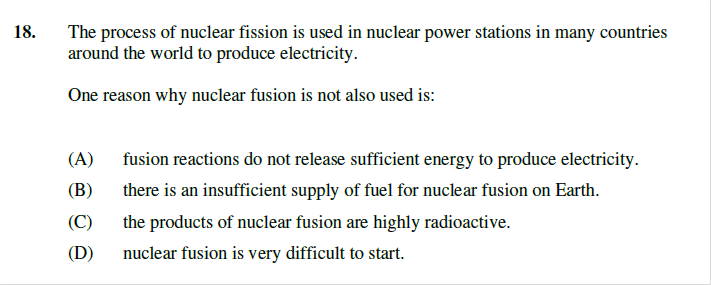 18. The process of nuclear fission is used in nuclear power stations in many countries
around the world to produce electricity.
One reason why nuclear fusion is not also used is:
(A) fusion reactions do not release sufficient energy to produce electricity.
(B) there is an insufficient supply of fuel for nuclear fusion on Earth.
(C) the products of nuclear fusion are highly radioactive.
(D) nuclear fusion is very difficult to start.